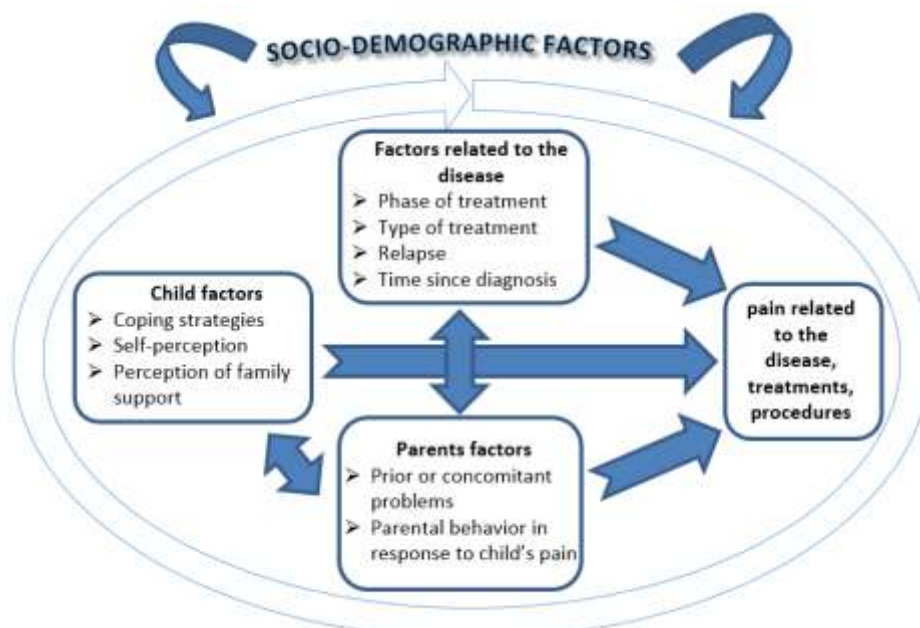 SOCIO-DEMOGRAPHIC FACTORS
Factors related to the
disease
➢ Phase of treatment
➢ Type of treatment
➢ Relapse
➢ Time since diagnosis
Child factors
➢ Coping strategies
➢ Self-perception
➢ Perception of family
support
pain related
to the
disease,
treatments,
procedures
Parents factors
➢ Prior or concomitant
problems
➢ Parental behavior in
response to child's pain